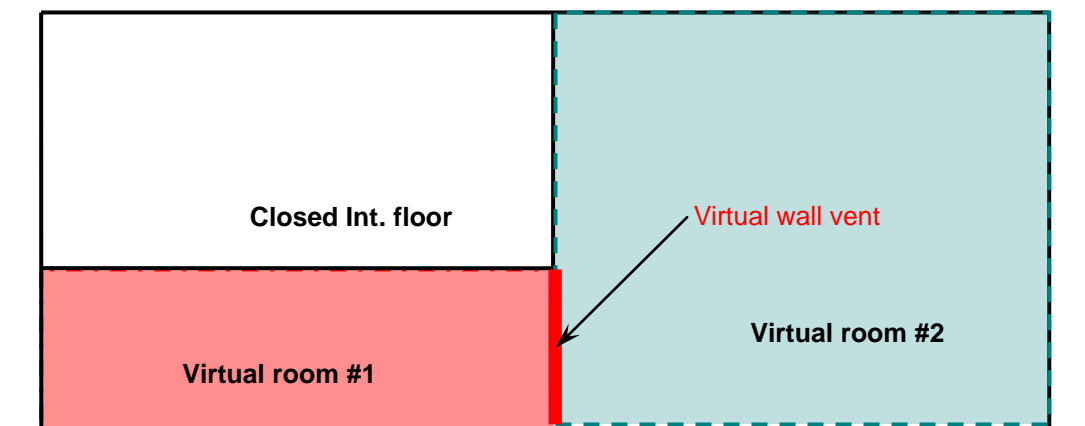 Closed Int. floor
Virtual wall vent
Virtual room #2
Virtual room #1